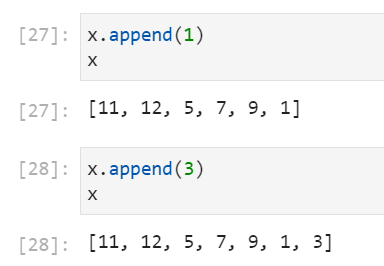 [27]: x.append(1)
x
[27]: [11, 12, 5, 7, 9, 1]
[28]: x.append(3)
x
[28]: [11, 12, 5, 7, 9, 1, 3]